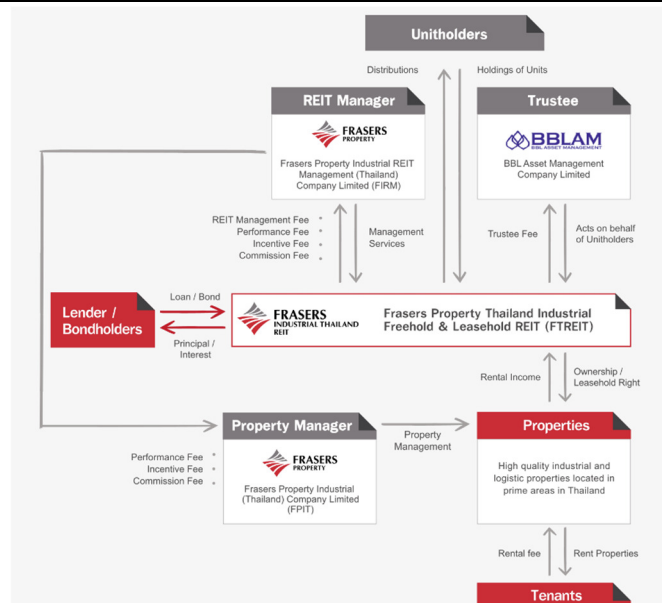 Unitholders
Distributions
Holdings of Units
REIT Manager
FRASERS
PROPERTY
Frasers Property Industrial REIT
Management (Thailand)
Company Limited (FIRM)
Trustee
BBLAM
BBL ASSET MANAGEMENT
BBL Asset Management
Company Limited
REIT Management Fee
Performance Fee
Incentive Fee
Commission Fee
Management
Services
Trustee Fee
Acts on behalf
of Unitholders
Lender /
Bondholders
Loan / Bond
Principal /
Interest
FRASERS
INDUSTRIAL THAILAND
REIT
Frasers Property Thailand Industrial
Freehold & Leasehold REIT (FTREIT)
Rental Income
Ownership /
Leasehold Right
Property Manager
FRASERS
PROPERTY
Frasers Property Industrial
(Thailand) Company Limited
(FPIT)
Performance Fee
Incentive Fee
Commission Fee
Property
Management
Properties
High quality industrial and
logistic properties located in
prime areas in Thailand
Rental fee
Rent Properties
Tenants